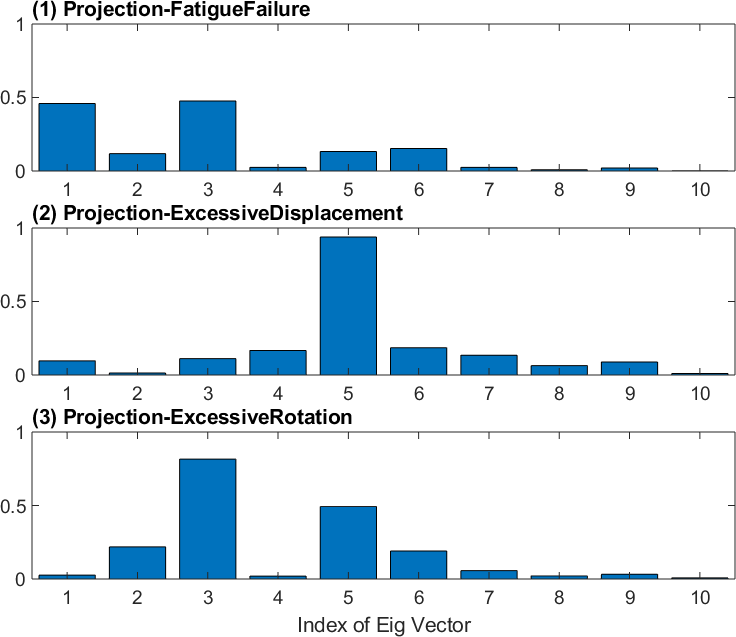 (1) Projection-FatigueFailure
1
0.5
0
1 2 3 4 5 6 7 8 9 10
(2) Projection-ExcessiveDisplacement
1
0.5
0
1 2 3 4 5 6 7 8 9 10
(3) Projection-ExcessiveRotation
1
0.5
0
1 2 3 4 5 6 7 8 9 10
Index of Eig Vector